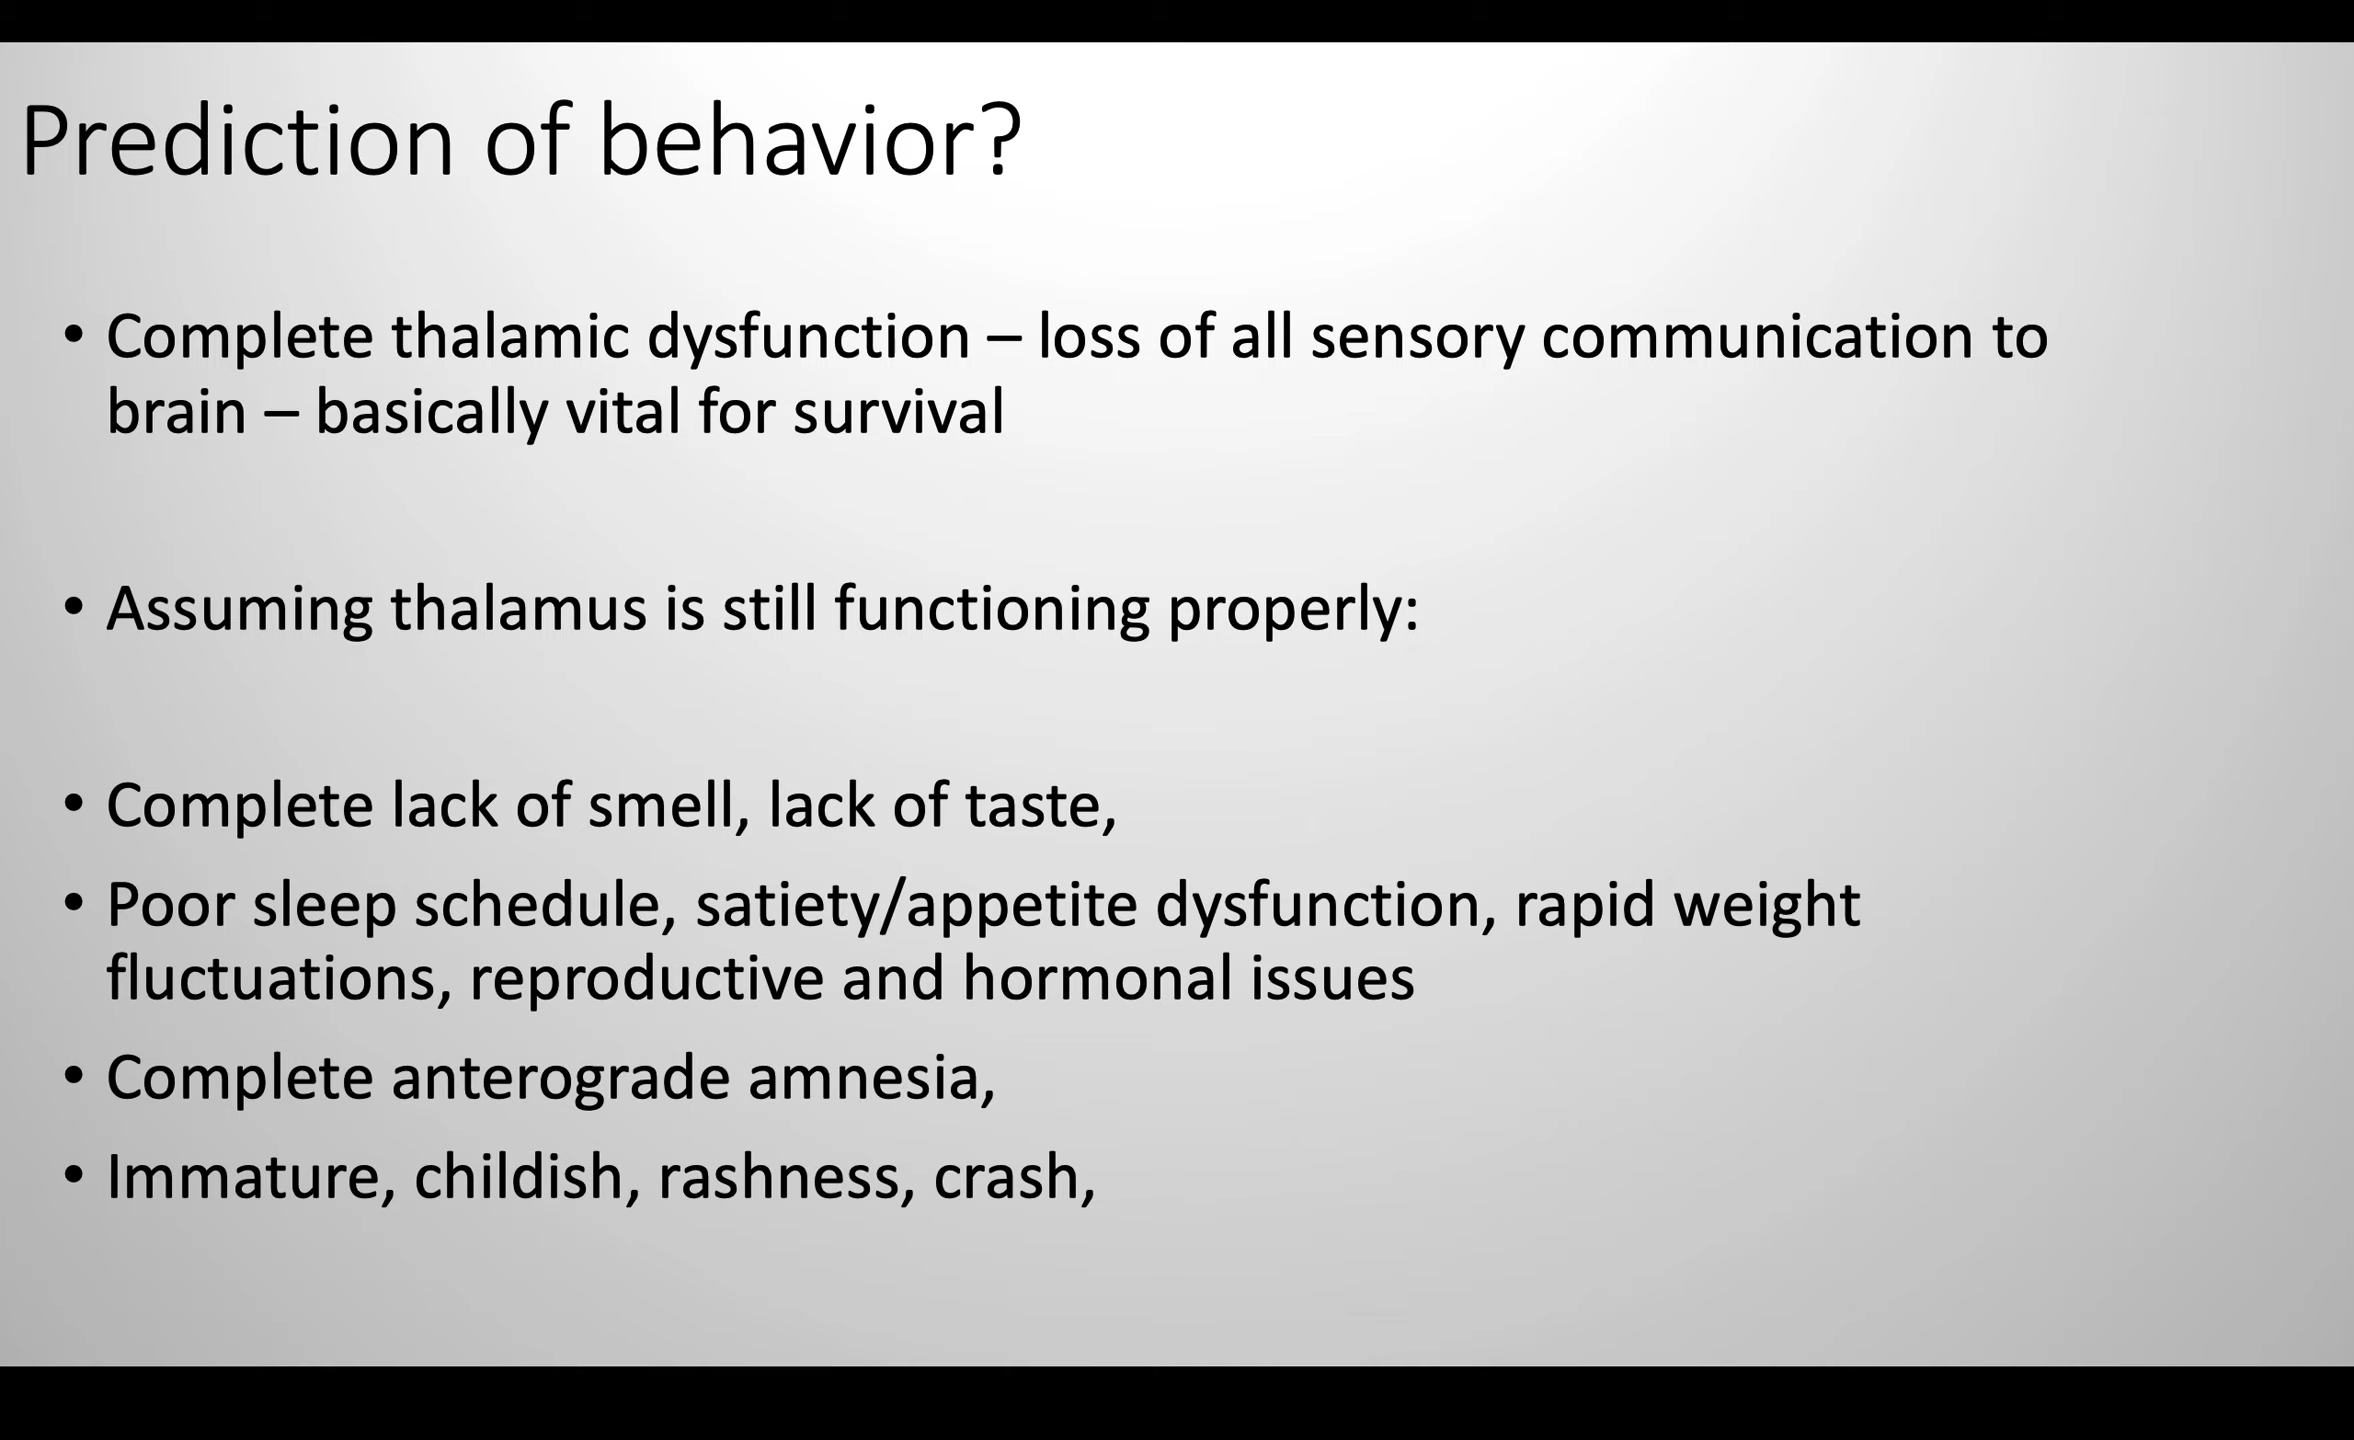 Prediction of behavior?
• Complete thalamic dysfunction – loss of all sensory communication to
brain – basically vital for survival
• Assuming thalamus is still functioning properly:
• Complete lack of smell, lack of taste,
• Poor sleep schedule, satiety/appetite dysfunction, rapid weight
fluctuations, reproductive and hormonal issues
• Complete anterograde amnesia,
• Immature, childish, rashness, crash,